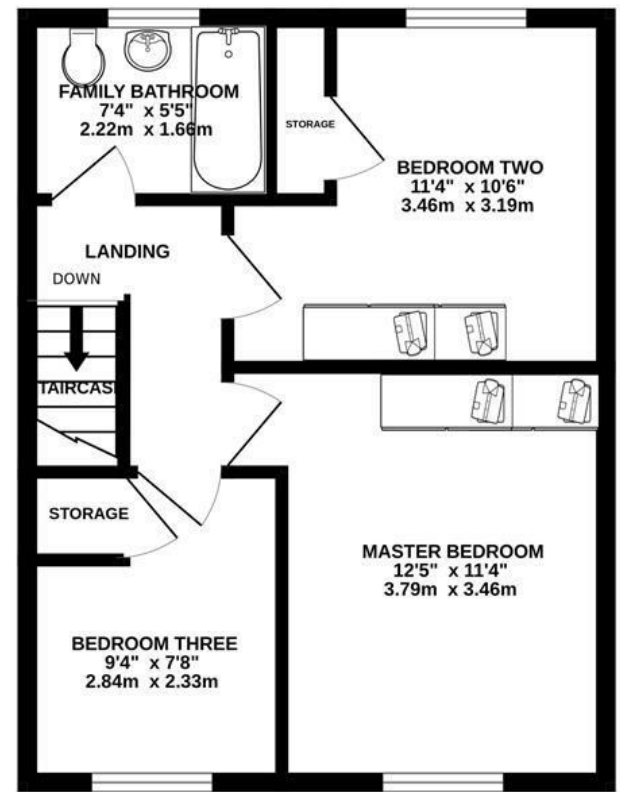 FAMILY BATHROOM
7'4" x 5'5"
2.22m x 1.66m
STORAGE
BEDROOM TWO
11'4" x 10'6"
3.46m x 3.19m
LANDING
DOWN
TAIRCAS
STORAGE
MASTER BEDROOM
12'5" x 11'4"
3.79m x 3.46m
BEDROOM THREE
9'4" x 7'8"
2.84m x 2.33m